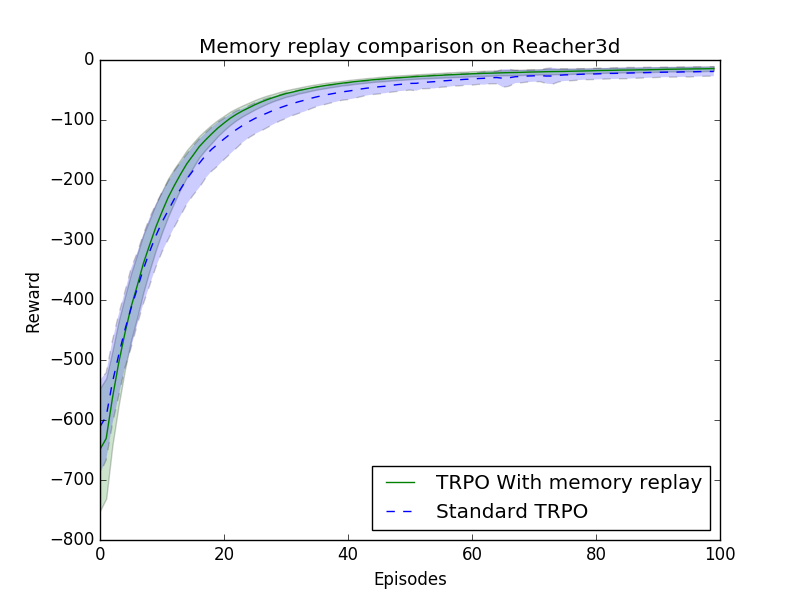 Memory replay comparison on Reacher3d
0
−100
−200
−300
−400
−500
−600
−700
−800
Reward
TRPO With memory replay
Standard TRPO
0 20 40 60 80 100
Episodes